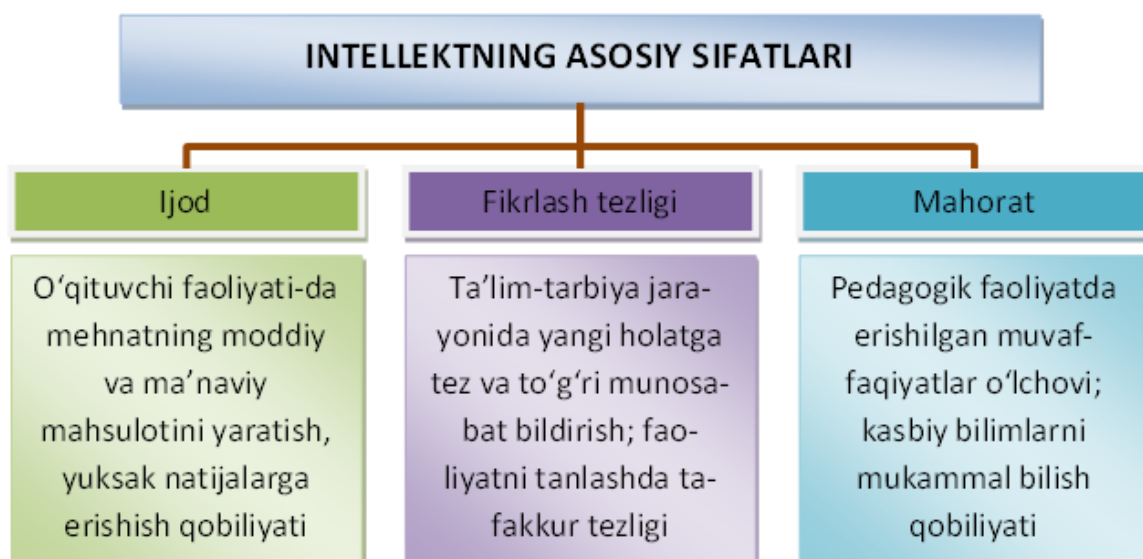 INTELLEKTNING ASOSIY SIFATLARI
Ijod
O‘qituvchi faoliyati-da
mehnatning moddiy
va ma’naviy
mahsulotini yaratish,
yuksak natijalarga
erishish qobiliyati
Fikrlash tezligi
Ta’lim-tarbiya jara-
yonida yangi holatga
tez va to‘g‘ri munosa-
bat bildirish; fao-
liyatni tanlashda ta-
fakkur tezligi
Mahorat
Pedagogik faoliyatda
erishilgan muvaf-
faqiyatlar o‘lchovi;
kasbiy bilimlarni
mukammal bilish
qobiliyati